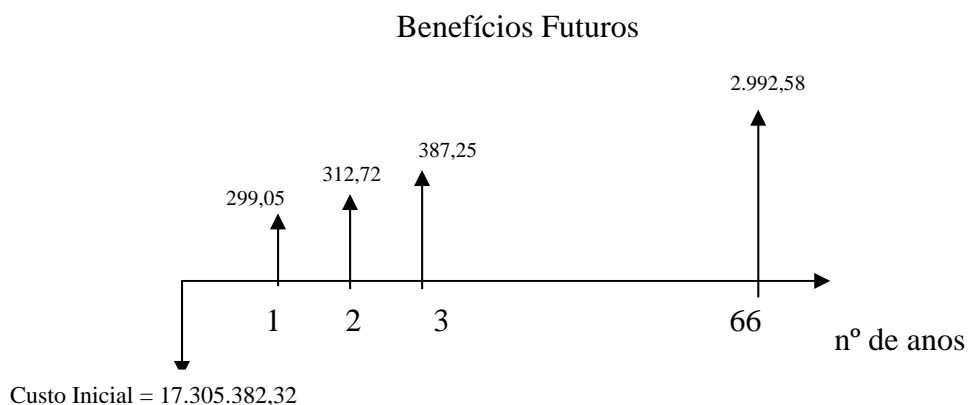 Benefícios Futuros
2.992,58
387,25
312,72
299,05
1 2 3 66
nº de anos
Custo Inicial = 17.305.382,32